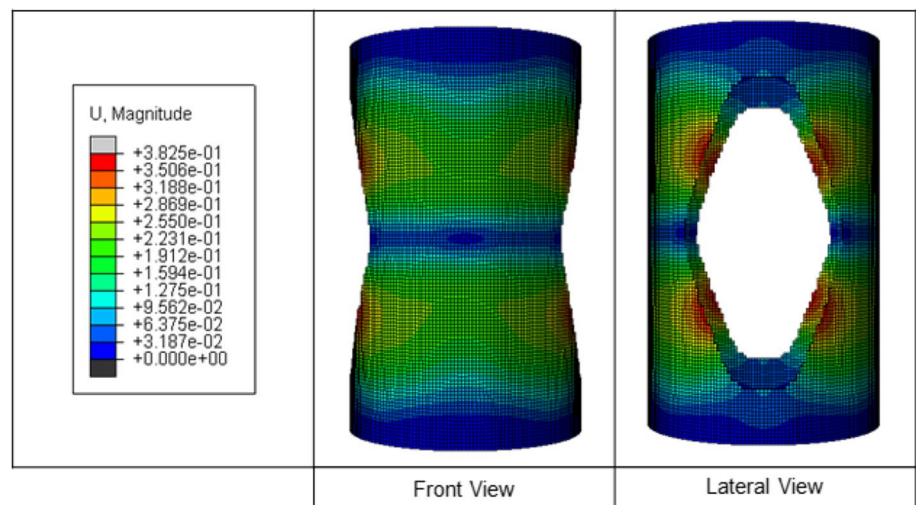 U, Magnitude
+3.825e-01
+3.506e-01
+3.188e-01
+2.869e-01
+2.550e-01
+2.231e-01
+1.912e-01
+1.594e-01
+1.275e-01
+9.562e-02
+6.375e-02
+3.187e-02
+0.000e+00
Front View
Lateral View